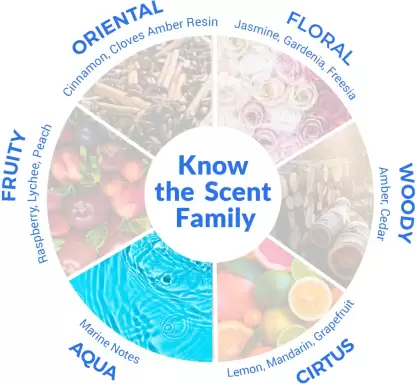 Know
the Scent
Family
ORIENTAL
Cinnamon, Cloves Amber Resin
FLORAL
Jasmine, Gardenia, Freesia
WOODY
Amber, Cedar
CIRTUS
Lemon, Mandarin, Grapefruit
AQUA
Marine Notes
FRUITY
Raspberry, Lychee, Peach